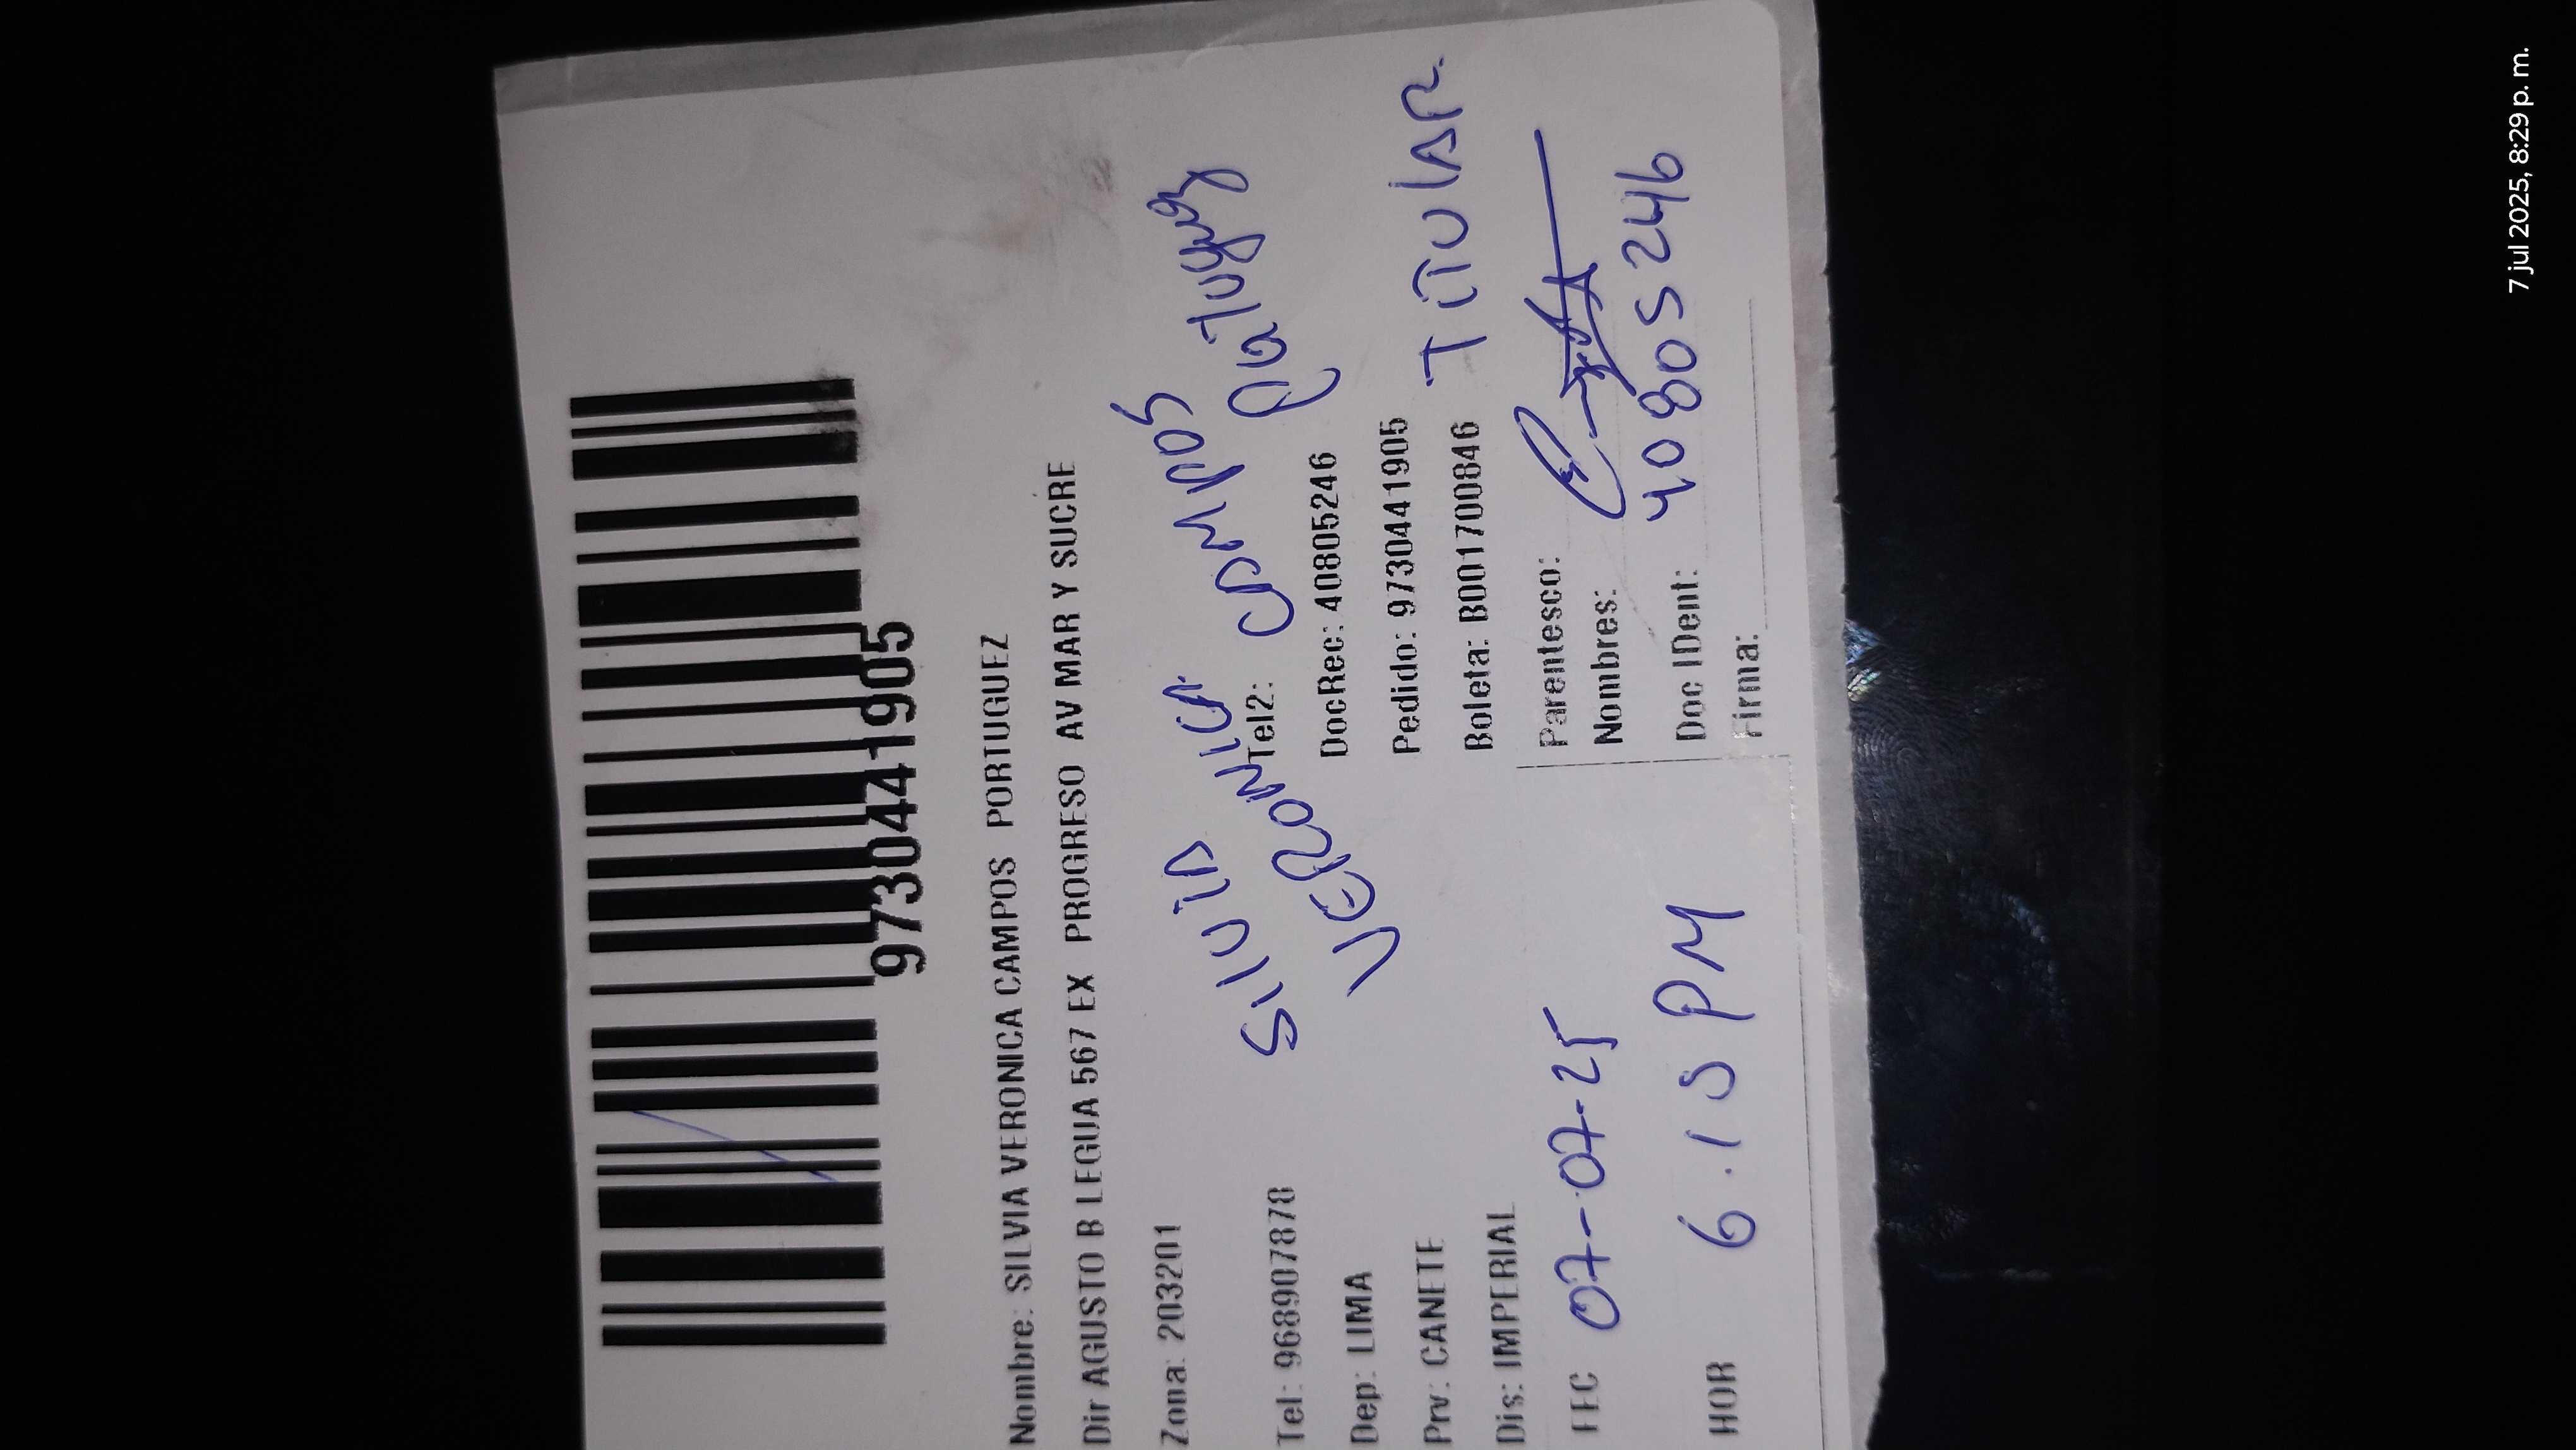 9730441905
Nombre: SILVIA VERONICA CAMPOS PORTUGUEZ
Dir AGUSTO B LEGUA 567 EX PROGRESO AV MAR Y SUCRE
Zona: 203201
SILVIA CAMPOS
VERONICA PORTUGUEZ
Tel: 968907878 Tel2:
Dep: LIMA DocRec: 40805246
Prv: CANETE Pedido: 9730441905
Dis: IMPERIAL Boleta: B001700846 TITULAR
FEC 07-07-25 Parentesco:
Nombres:
HOR 6.15 PM Doc IDent: 40805246
Firma:
7 jul 2025, 8:29 p. m.